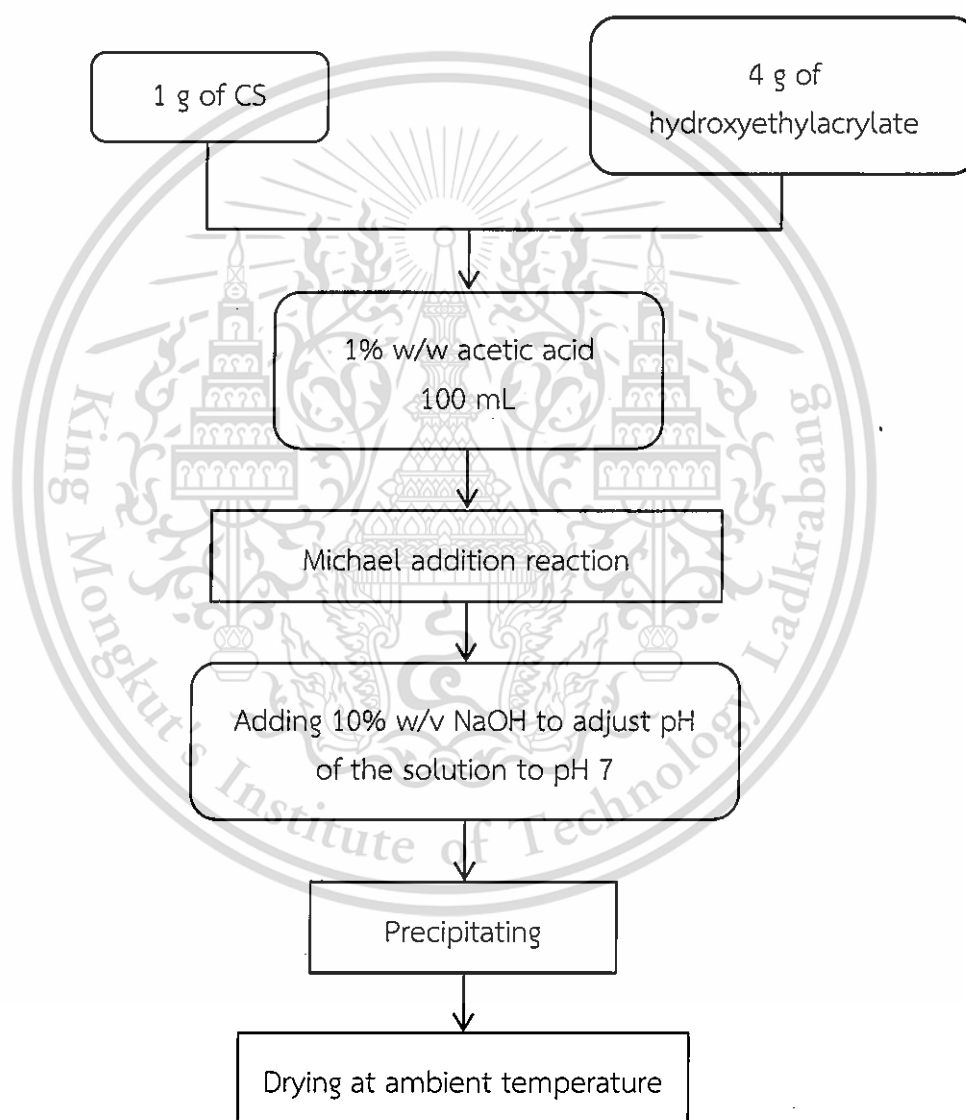 1 g of CS
4 g of
hydroxyethylacrylate
1% w/w acetic acid
100 mL
Michael addition reaction
Adding 10% w/v NaOH to adjust pH
of the solution to pH 7
Precipitating
Drying at ambient temperature
King Mongkut's Institute of Technology Ladkrabang